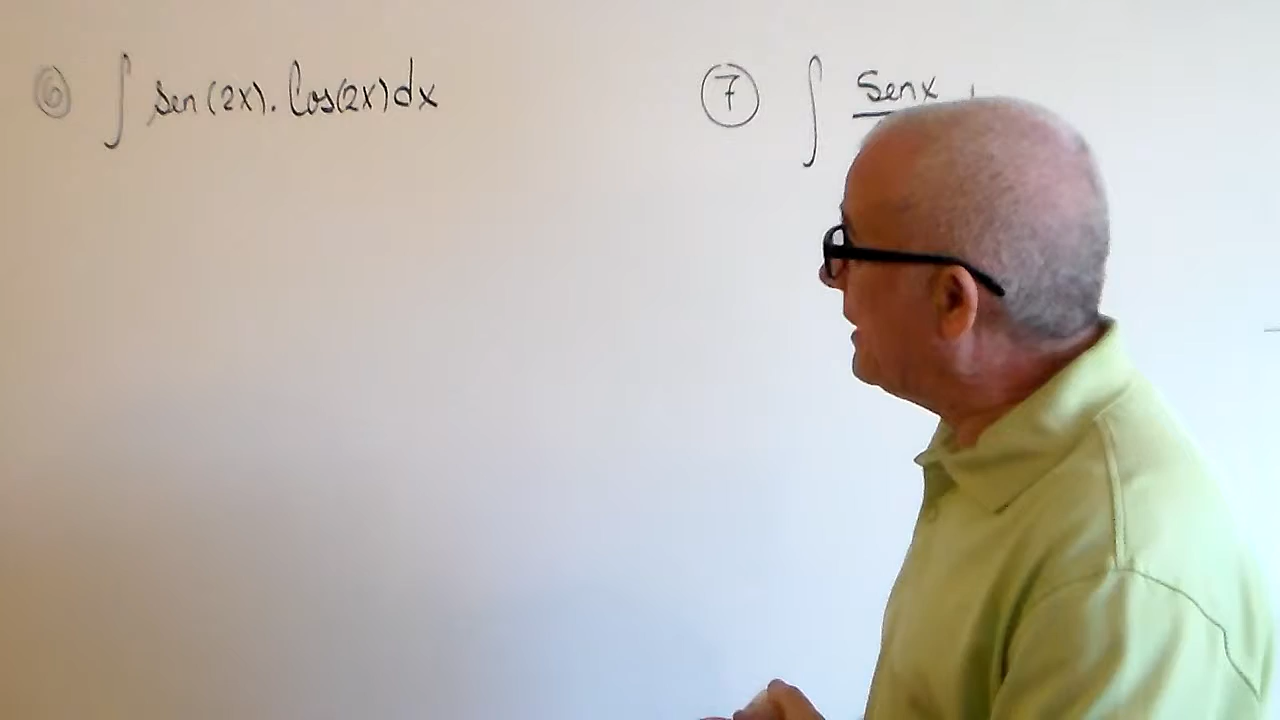 ⑥ ∫ sen(2x).Cos(2x)dx
⑦ ∫ Senx